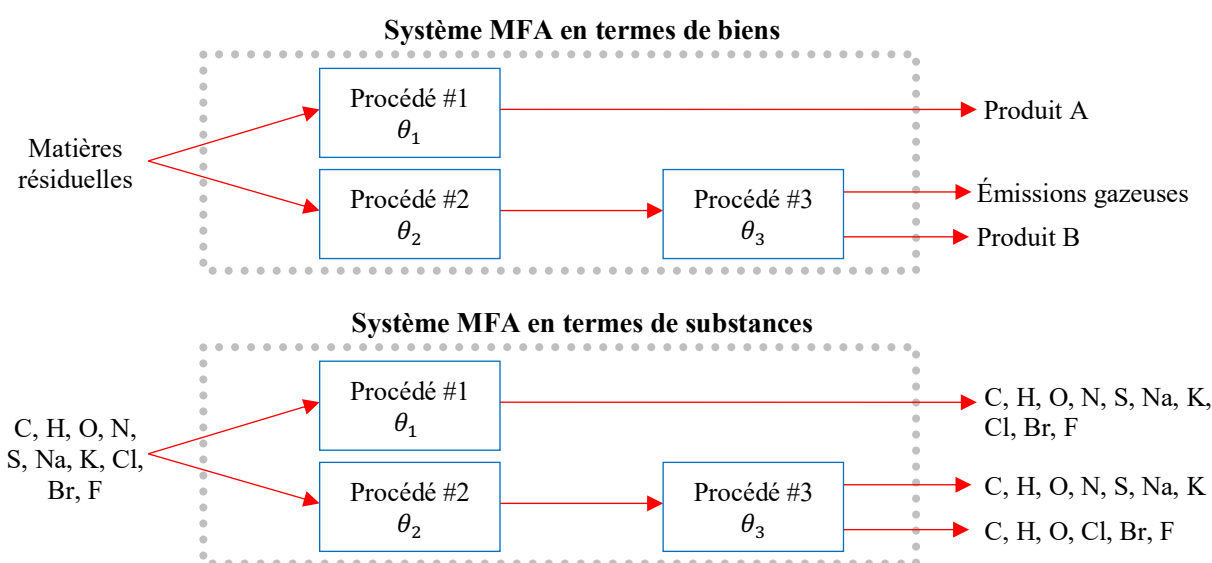 Système MFA en termes de biens
Procédé #1
θ₁
Produit A
Matières
résiduelles
Procédé #2
θ₂
Procédé #3
θ₃
Émissions gazeuses
Produit B
Système MFA en termes de substances
Procédé #1
θ₁
C, H, O, N, S, Na, K,
Cl, Br, F
C, H, O, N,
S, Na, K, Cl,
Br, F
Procédé #2
θ₂
Procédé #3
θ₃
C, H, O, N, S, Na, K
C, H, O, Cl, Br, F